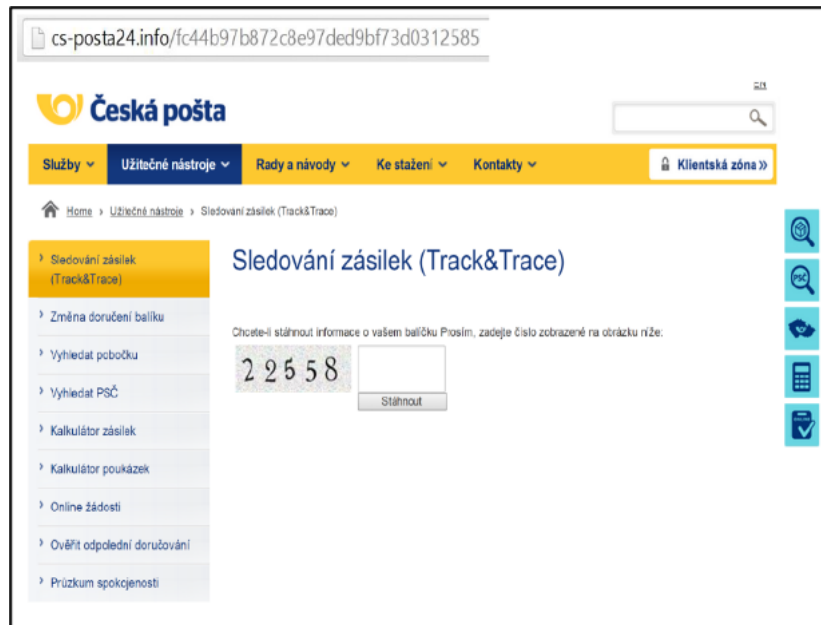 cs-posta24.info/fc44b97b872c8e97ded9bf73d0312585
EN
Česká pošta
Služby Užitečné nástroje Rady a návody Ke stažení Kontakty Klientská zóna »
Home › Užitečné nástroje › Sledovaní zásilek (Track&Trace)
Sledování zásilek
(Track&Trace)
Změna doručení balíku
Vyhledat pobočku
Vyhledat PSČ
Kalkulátor zásilek
Kalkulátor poukázek
Online žádosti
Ověřit odpolední doručování
Průzkum spokojenosti
Sledování zásilek (Track&Trace)
Chcete-li stáhnout informace o vašem balíčku Prosím, zadejte číslo zobrazené na obrázku níže:
22558
Stáhnout
PSČ